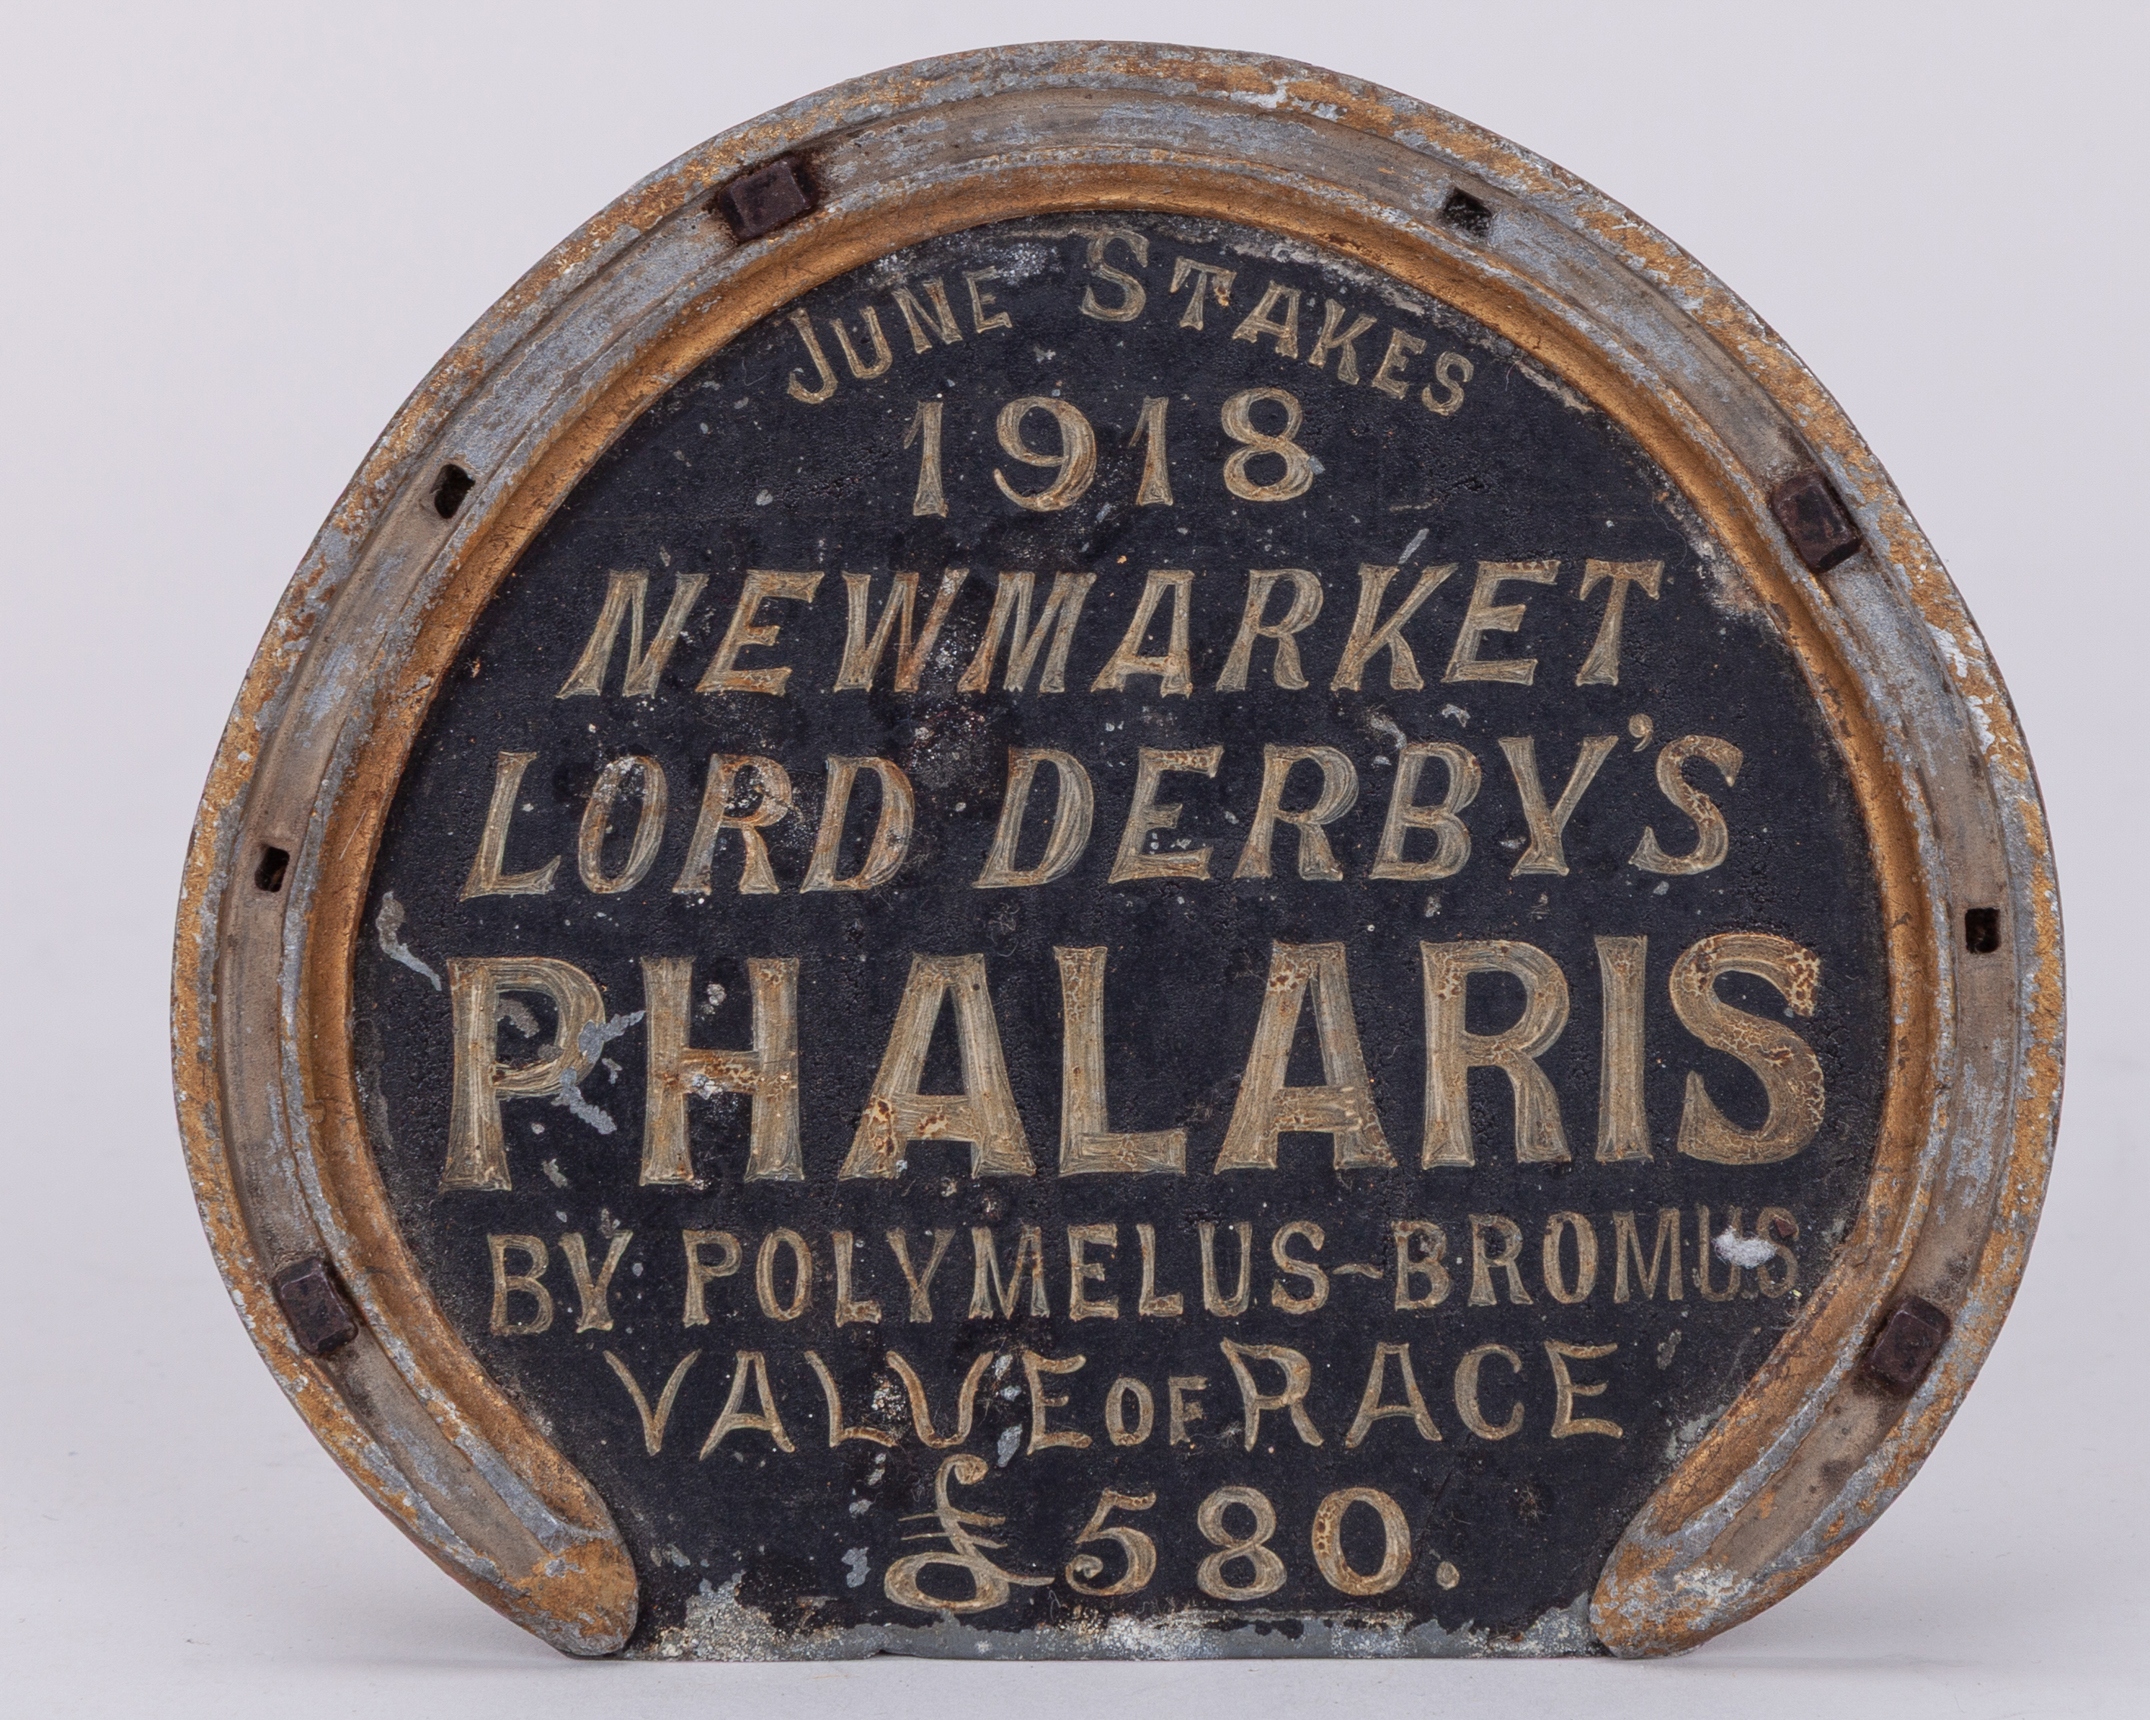 JUNE STAKES
1918
NEWMARKET
LORD DERBY'S
PHALARIS
BY POLYMELUS~BROMUS
VALUE OF RACE
£580.